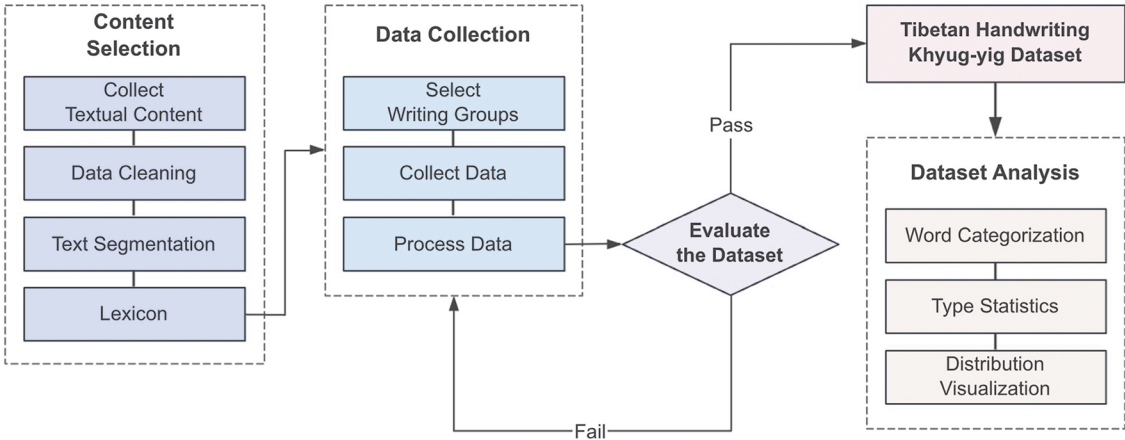 Content
Selection
Collect
Textual Content
Data Cleaning
Text Segmentation
Lexicon
Data Collection
Select
Writing Groups
Collect Data
Process Data
Evaluate
the Dataset
Pass
Fail
Tibetan Handwriting
Khyug-yig Dataset
Dataset Analysis
Word Categorization
Type Statistics
Distribution
Visualization